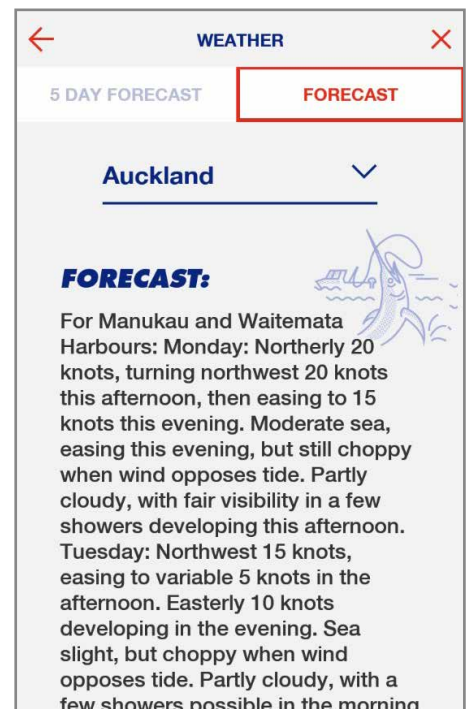 WEATHER
5 DAY FORECAST
FORECAST
Auckland
FORECAST:
For Manukau and Waitemata
Harbours: Monday: Northerly 20
knots, turning northwest 20 knots
this afternoon, then easing to 15
knots this evening. Moderate sea,
easing this evening, but still choppy
when wind opposes tide. Partly
cloudy, with fair visibility in a few
showers developing this afternoon.
Tuesday: Northwest 15 knots,
easing to variable 5 knots in the
afternoon. Easterly 10 knots
developing in the evening. Sea
slight, but choppy when wind
opposes tide. Partly cloudy, with a
few showers possible in the morning